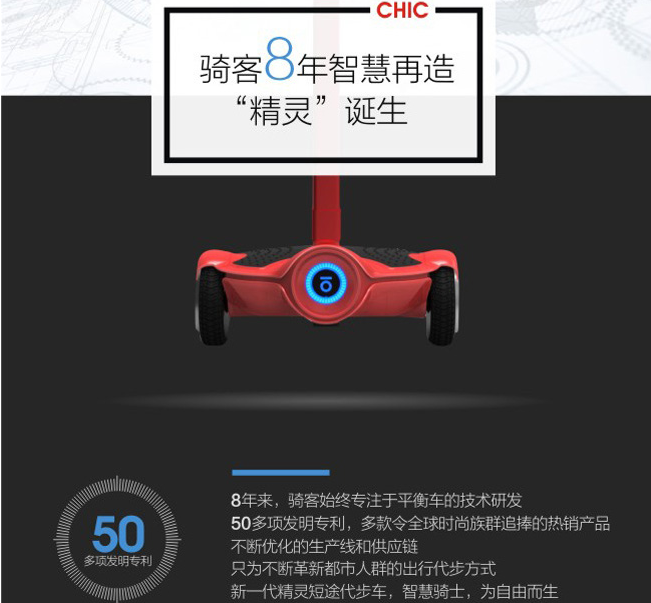 CHIC
骑客8年智慧再造
“精灵”诞生
8年来，骑客始终专注于平衡车的技术研发
50多项发明专利，多款令全球时尚族群追捧的热销产品
不断优化的生产线和供应链
只为不断革新都市人群的出行代步方式
新一代精灵短途代步车，智慧骑士，为自由而生
50
多项发明专利